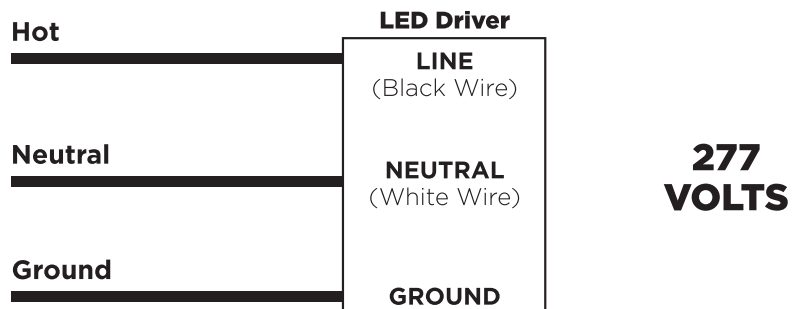 LED Driver
Hot
LINE
(Black Wire)
Neutral
NEUTRAL
(White Wire)
277
VOLTS
Ground
GROUND